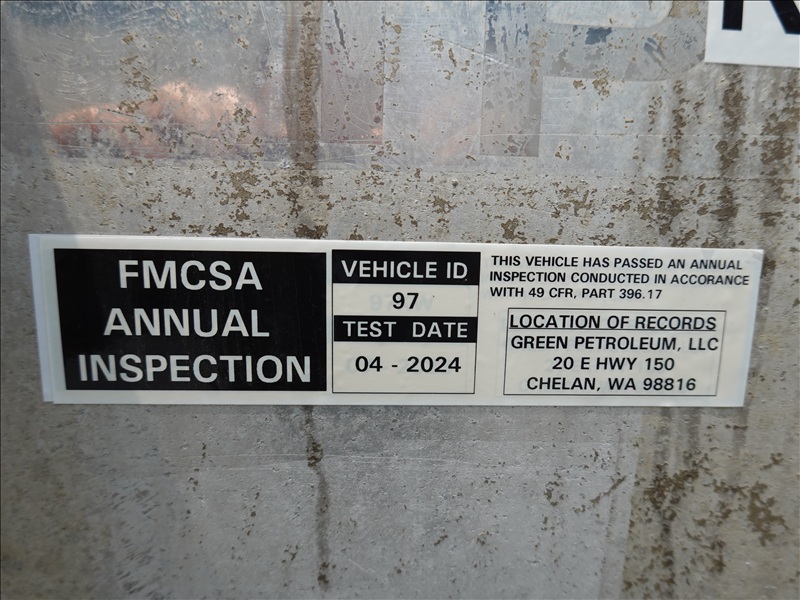 FMCSA
ANNUAL
INSPECTION
VEHICLE ID
97
TEST DATE
04 - 2024
THIS VEHICLE HAS PASSED AN ANNUAL
INSPECTION CONDUCTED IN ACCORANCE
WITH 49 CFR, PART 396.17
LOCATION OF RECORDS
GREEN PETROLEUM, LLC
20 E HWY 150
CHELAN, WA 98816